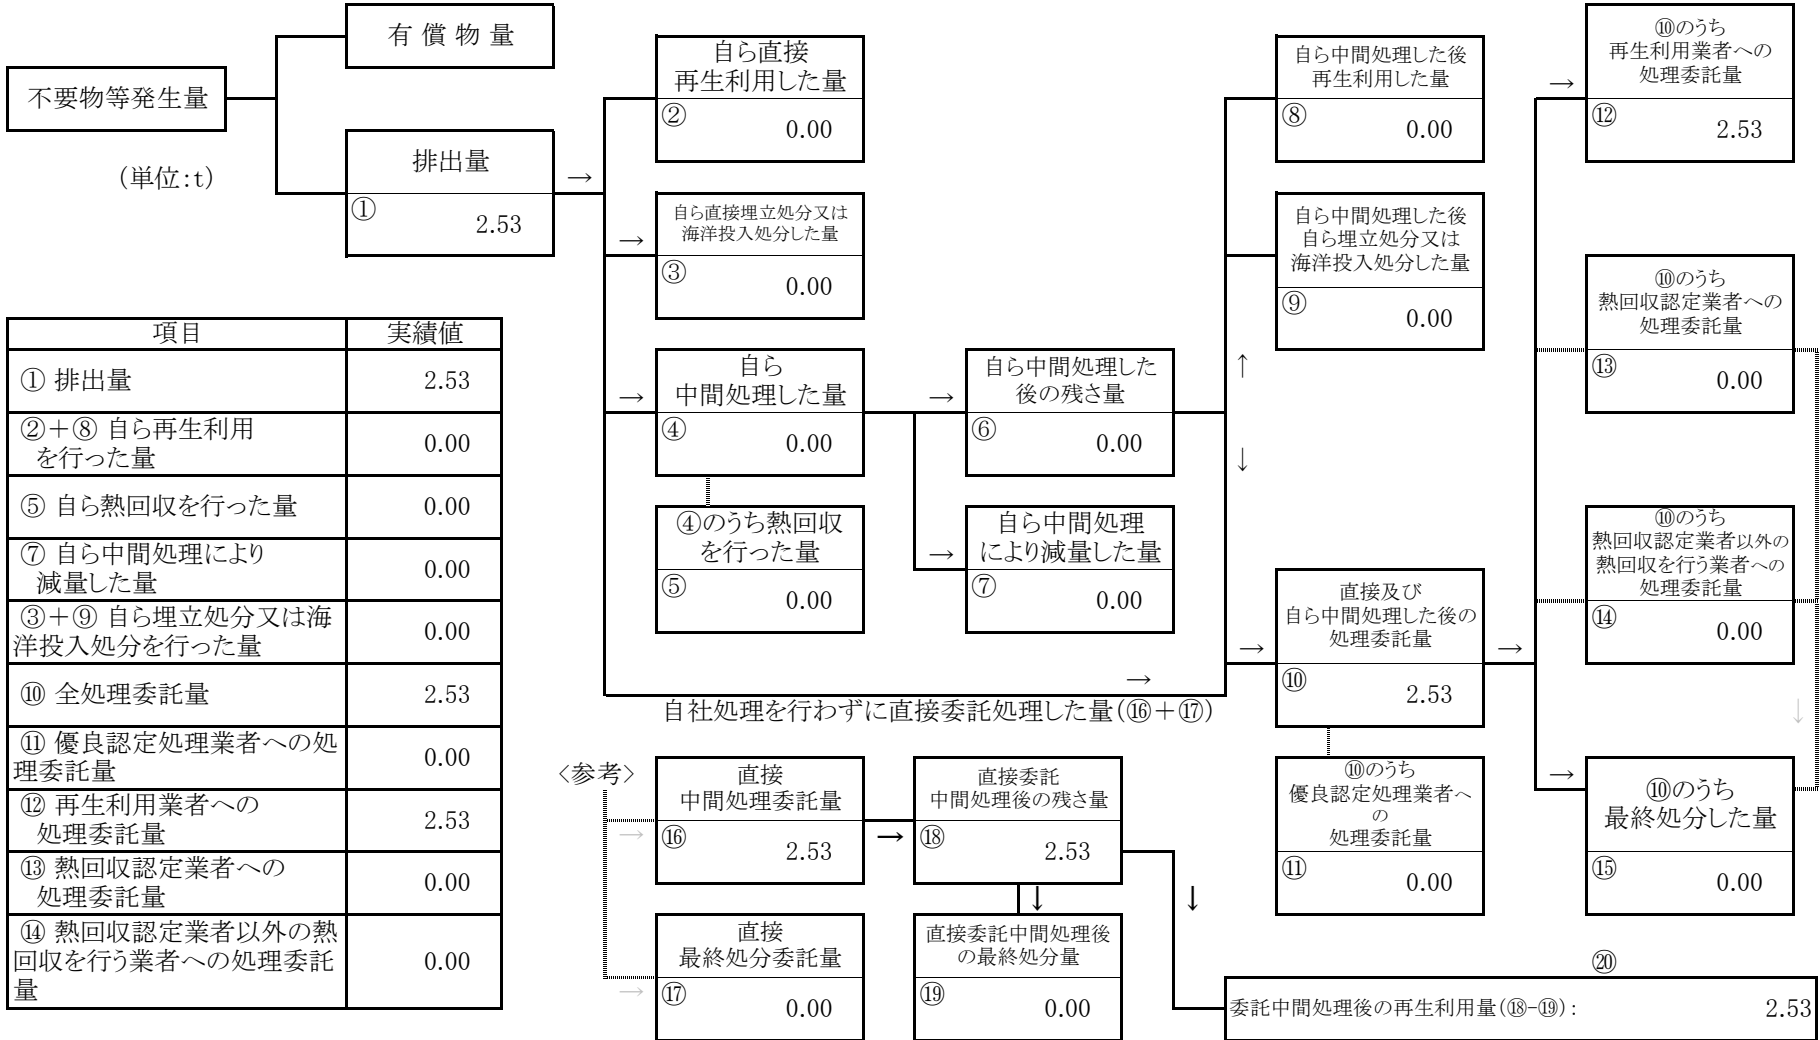 有 償 物 量
不要物等発生量
(単位:t)
排出量
①
2.53
→
自ら直接
再生利用した量
②
0.00
→
自ら直接埋立処分又は
海洋投入処分した量
③
0.00
→
自ら
中間処理した量
④
0.00
④のうち熱回収
を行った量
⑤
0.00
→
自ら中間処理した
後の残さ量
⑥
0.00
→
自ら中間処理
により減量した量
⑦
0.00
自ら中間処理した後
再生利用した量
⑧
0.00
自ら中間処理した後
自ら埋立処分又は
海洋投入処分した量
⑨
0.00
↑
↓
→
自社処理を行わずに直接委託処理した量(⑯+⑰)
→
直接及び
自ら中間処理した後の
処理委託量
⑩
2.53
⑩のうち
優良認定処理業者へ
の
処理委託量
⑪
0.00
→
→
⑩のうち
再生利用業者への
処理委託量
⑫
2.53
⑩のうち
熱回収認定業者への
処理委託量
⑬
0.00
⑩のうち
熱回収認定業者以外の
熱回収を行う業者への
処理委託量
⑭
0.00
↓
→
⑩のうち
最終処分した量
⑮
0.00
項目 実績値
① 排出量 2.53
②+⑧ 自ら再生利用
を行った量
0.00
⑤ 自ら熱回収を行った量 0.00
⑦ 自ら中間処理により
減量した量
0.00
③+⑨ 自ら埋立処分又は海
洋投入処分を行った量
0.00
⑩ 全処理委託量 2.53
⑪ 優良認定処理業者への処
理委託量
0.00
⑫ 再生利用業者への
処理委託量
2.53
⑬ 熱回収認定業者への
処理委託量
0.00
⑭ 熱回収認定業者以外の熱
回収を行う業者への処理委託
量
0.00
<参考>
→
直接
中間処理委託量
⑯
2.53
→
直接委託
中間処理後の残さ量
⑱
2.53
↓
↓
→
直接
最終処分委託量
⑰
0.00
直接委託中間処理後
の最終処分量
⑲
0.00
⑳
委託中間処理後の再生利用量(⑱-⑲): 2.53